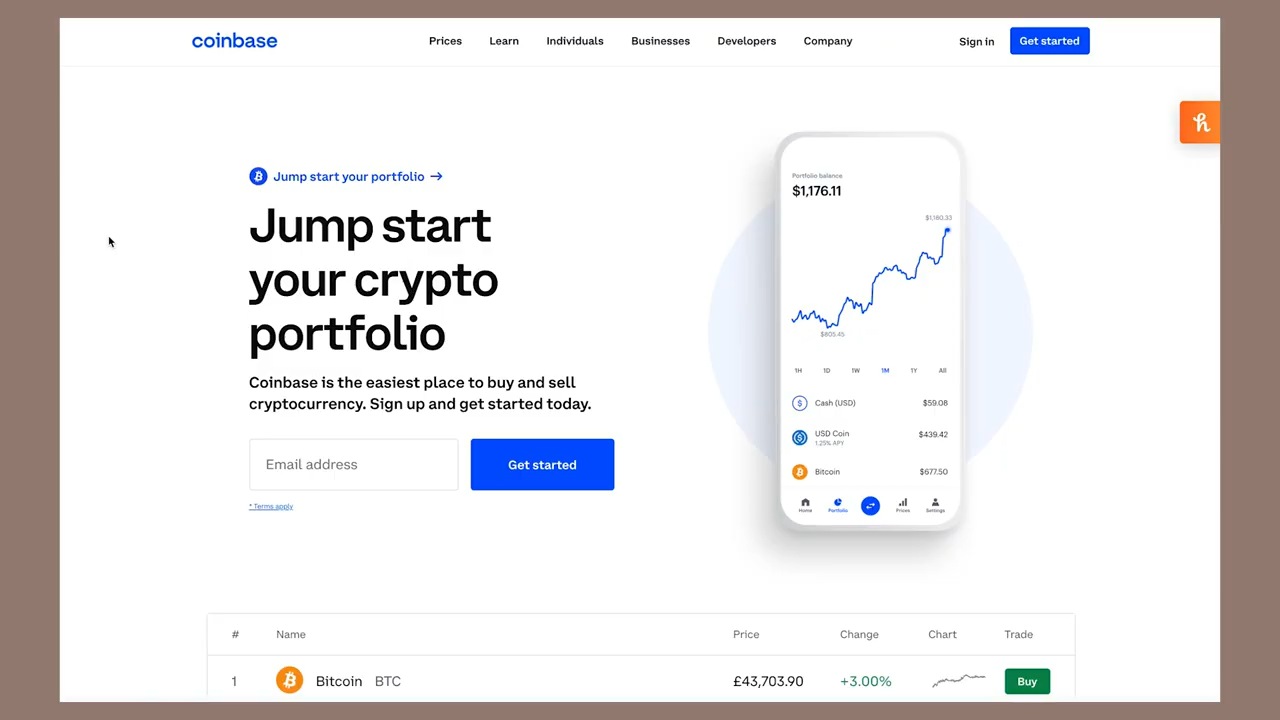 coinbase
Prices Learn Individuals Businesses Developers Company
Sign in Get started
h
Jump start your portfolio →
Jump start
your crypto
portfolio
Coinbase is the easiest place to buy and sell
cryptocurrency. Sign up and get started today.
Email address
Get started
* Terms apply
Portfolio balance
$1,176.11
$1,180.33
$805.45
1H 1D 1W 1M 1Y All
Cash (USD) $59.08
USD Coin $439.42
1.25% APY
Bitcoin $677.50
Home Portfolio Prices Settings
# Name Price Change Chart Trade
1 Bitcoin BTC £43,703.90 +3.00% Buy